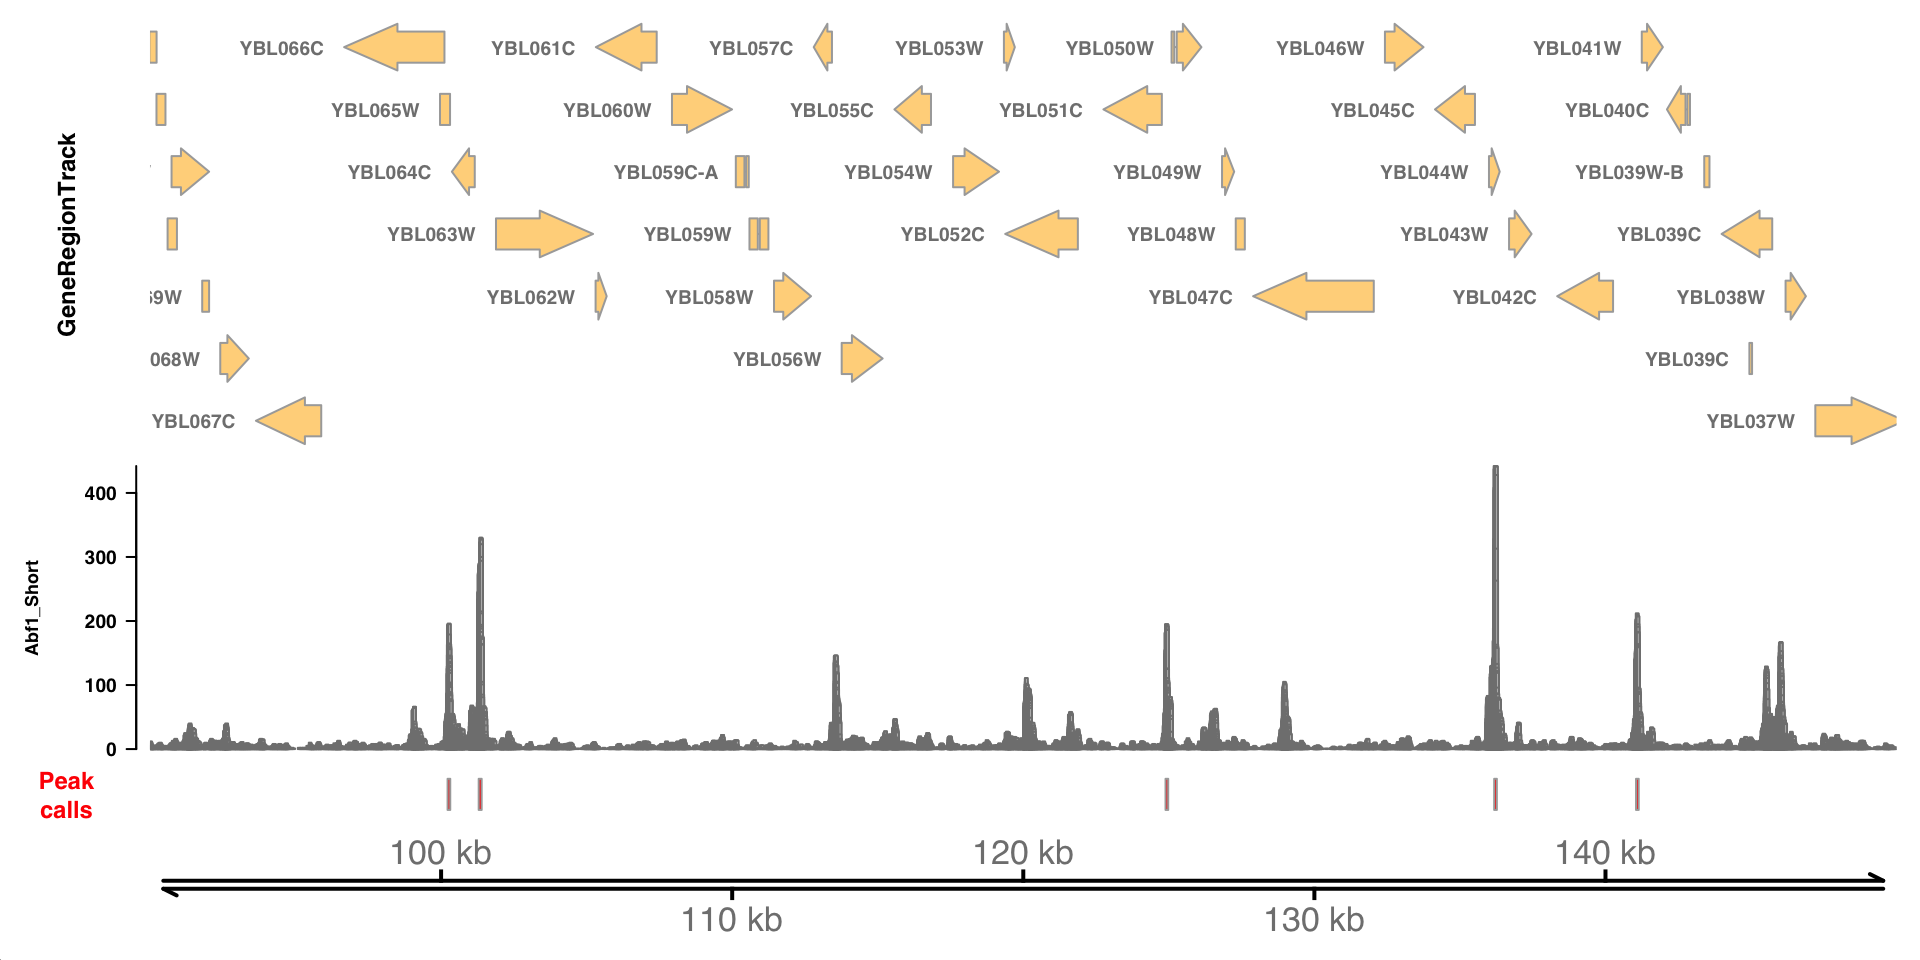 YBL066C YBL061C YBL057C YBL053W YBL050W YBL046W YBL041W
YBL065W YBL060W YBL055C YBL051C YBL045C YBL040C
YBL064C YBL059C-A YBL054W YBL049W YBL044W YBL039W-B
YBL063W YBL059W YBL052C YBL048W YBL043W YBL039C
69W YBL062W YBL058W YBL047C YBL042C YBL038W
068W YBL056W YBL039C
YBL067C YBL037W
GeneRegionTrack
400
300
200
100
0
Abf1_Short
Peak
calls
100 kb 120 kb 140 kb
110 kb 130 kb